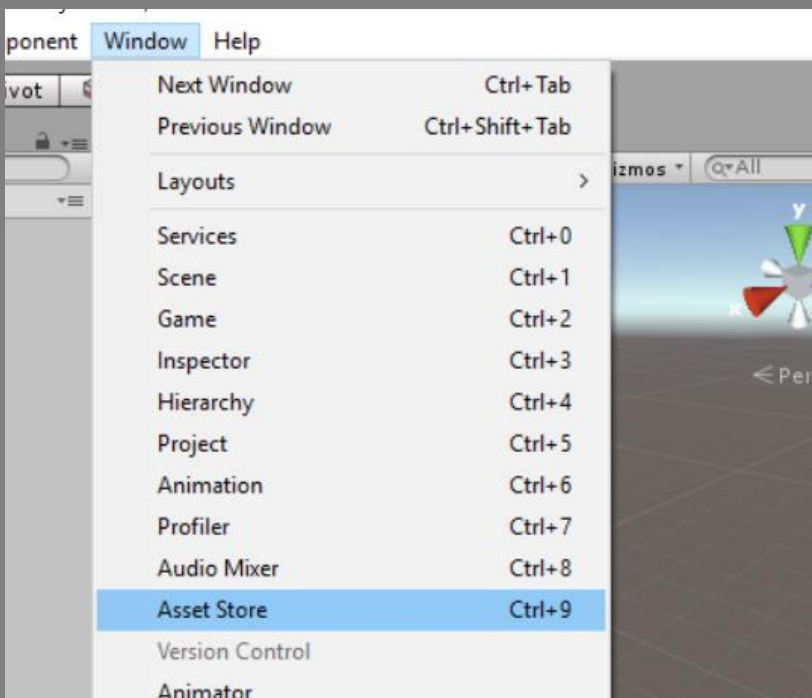 ponent Window Help
ivot
Next Window Ctrl+Tab
Previous Window Ctrl+Shift+Tab
Layouts
izmos All
Services Ctrl+0
Scene Ctrl+1
Game Ctrl+2
Inspector Ctrl+3
Hierarchy Ctrl+4
Project Ctrl+5
Animation Ctrl+6
Profiler Ctrl+7
Audio Mixer Ctrl+8
Asset Store Ctrl+9
Version Control
Animator
y
x
Per